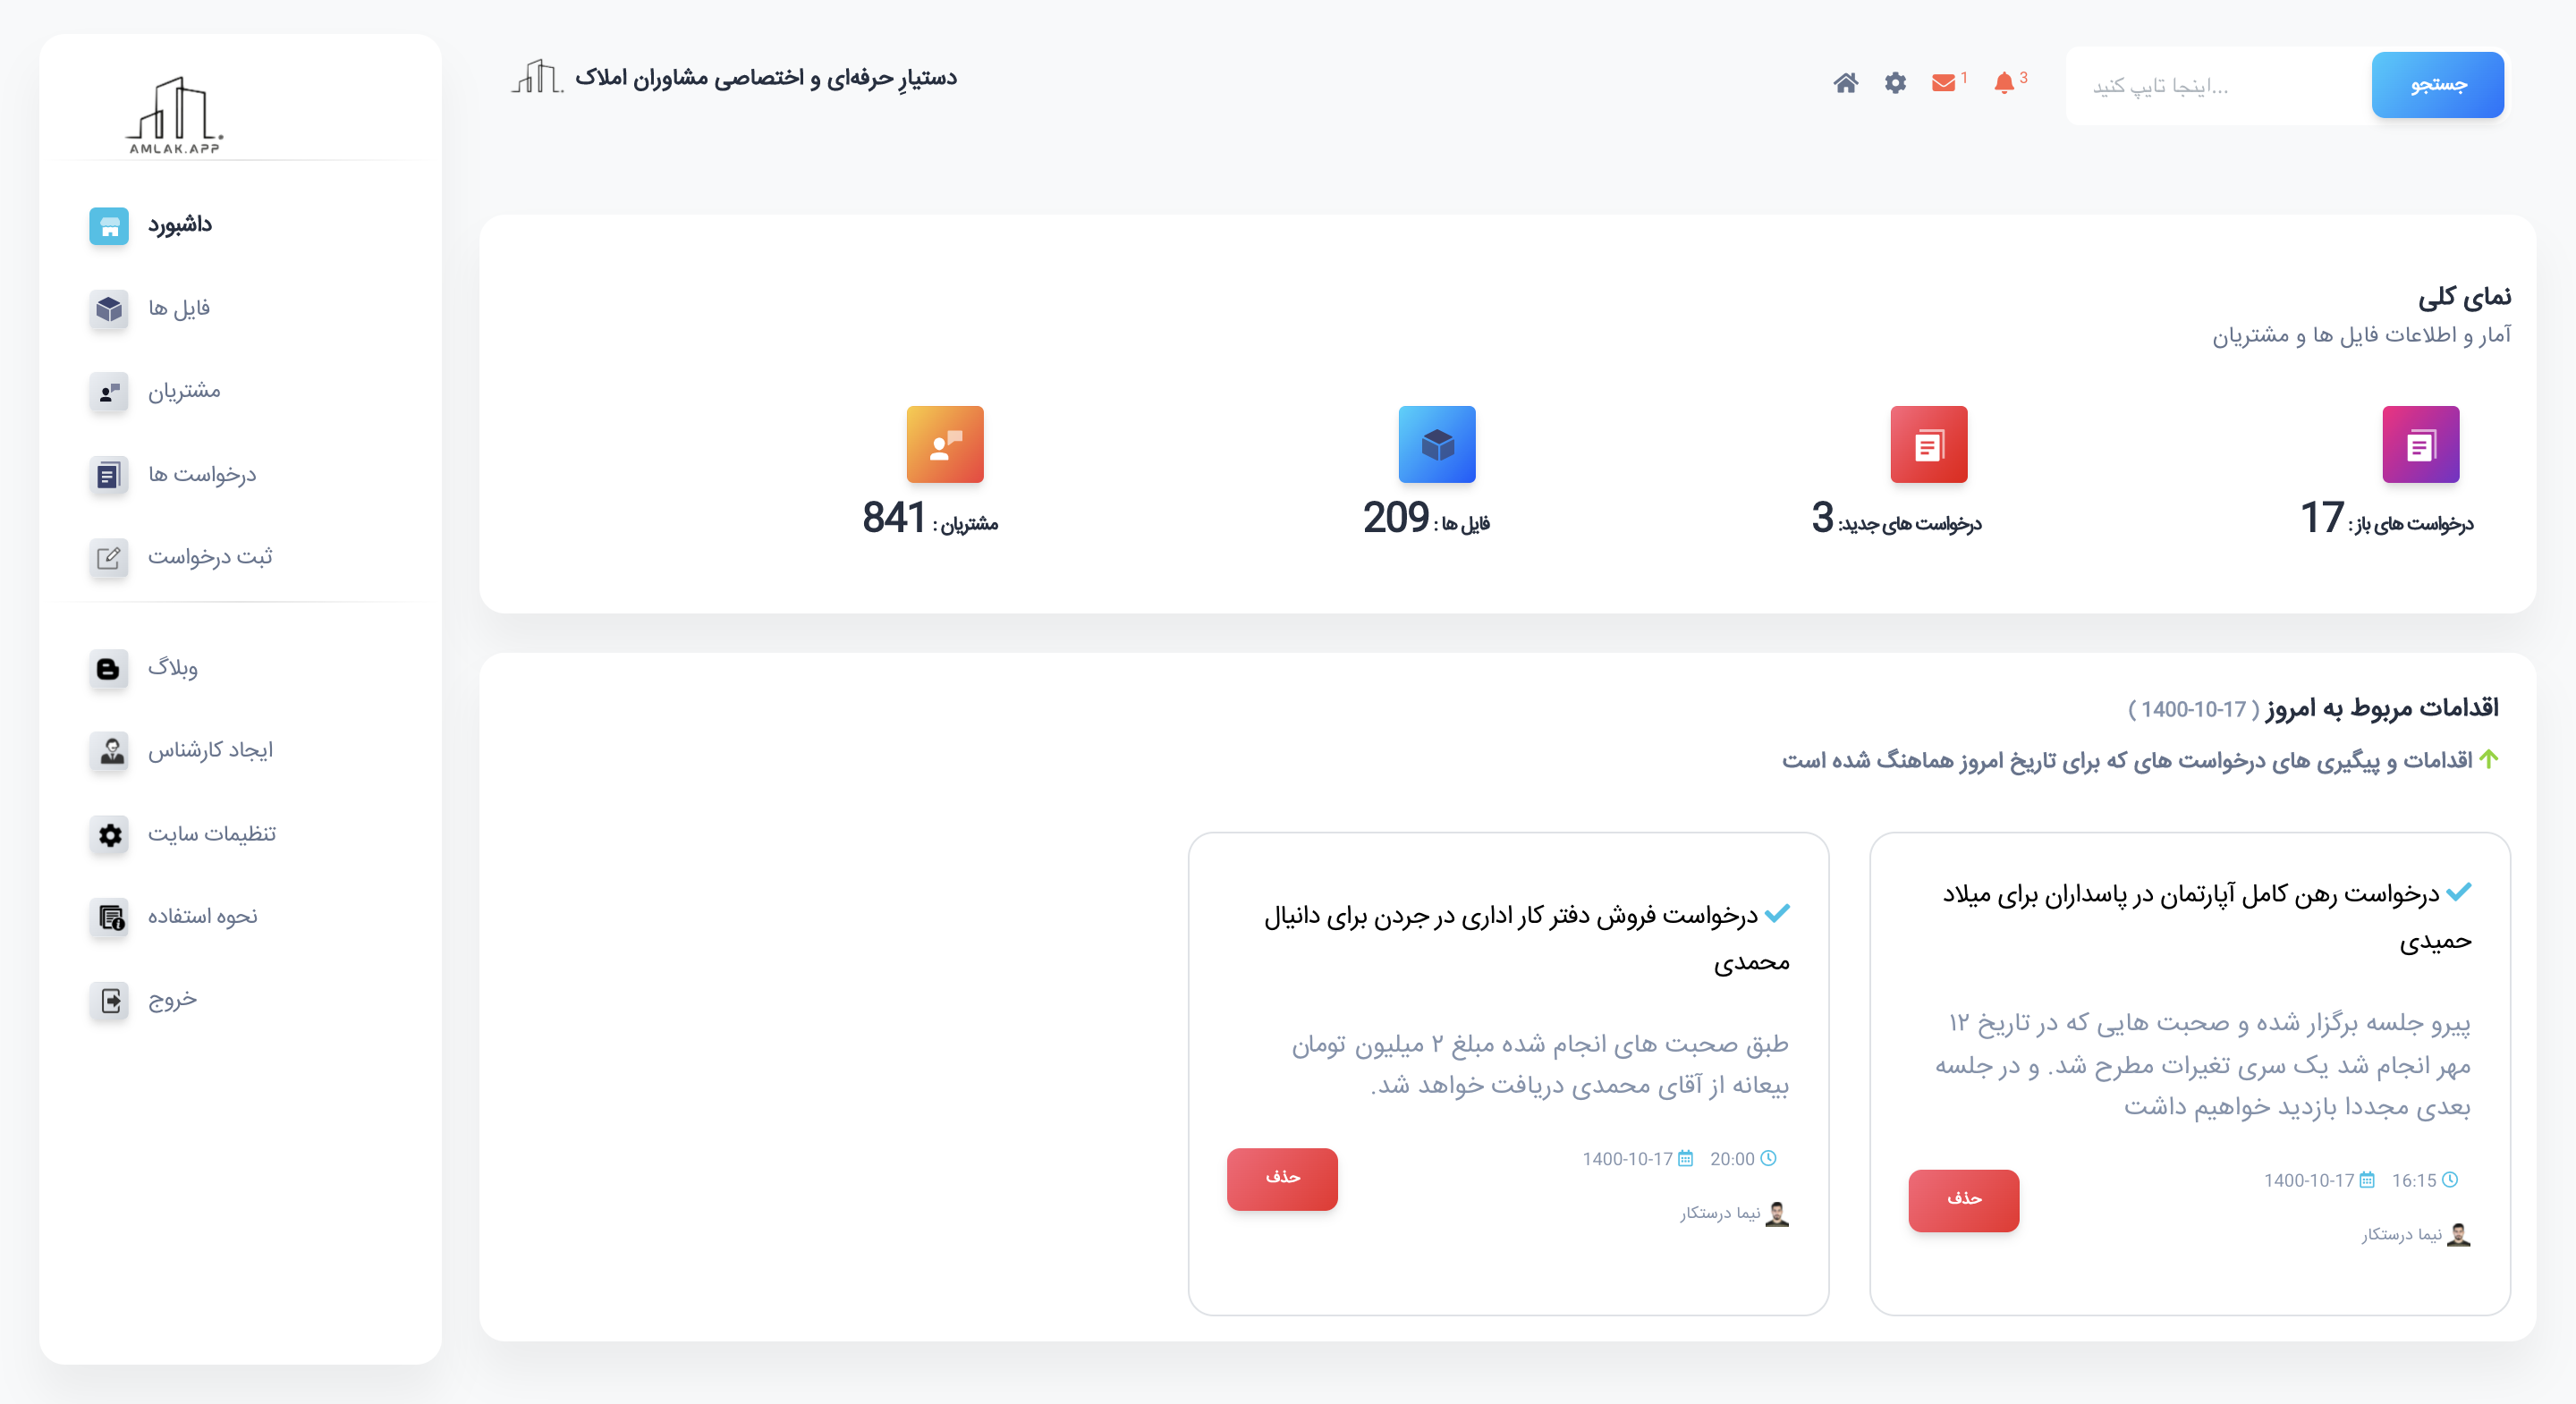 AMLAK.APP
داشبورد
فایل ها
مشتریان
درخواست ها
ثبت درخواست
وبلاگ
ایجاد کارشناس
تنظیمات سایت
نحوه استفاده
خروج
جستجو
اینجا تایپ کنید...
3
1
دستیارِ حرفه‌ای و اختصاصی مشاوران املاک
نمای کلی
آمار و اطلاعات فایل ها و مشتریان
درخواست های باز : 17
درخواست های جدید: 3
فایل ها : 209
مشتریان : 841
اقدامات مربوط به امروز ( 1400-10-17 )
اقدامات و پیگیری های درخواست های که برای تاریخ امروز هماهنگ شده است
درخواست رهن کامل آپارتمان در پاسداران برای میلاد
حمیدی
پیرو جلسه برگزار شده و صحبت هایی که در تاریخ ۱۲
مهر انجام شد یک سری تغیرات مطرح شد. و در جلسه
بعدی مجددا بازدید خواهیم داشت
16:15 1400-10-17
نیما درستکار
حذف
درخواست فروش دفتر کار اداری در جردن برای دانیال
محمدی
طبق صحبت های انجام شده مبلغ ۲ میلیون تومان
بیعانه از آقای محمدی دریافت خواهد شد.
20:00 1400-10-17
نیما درستکار
حذف